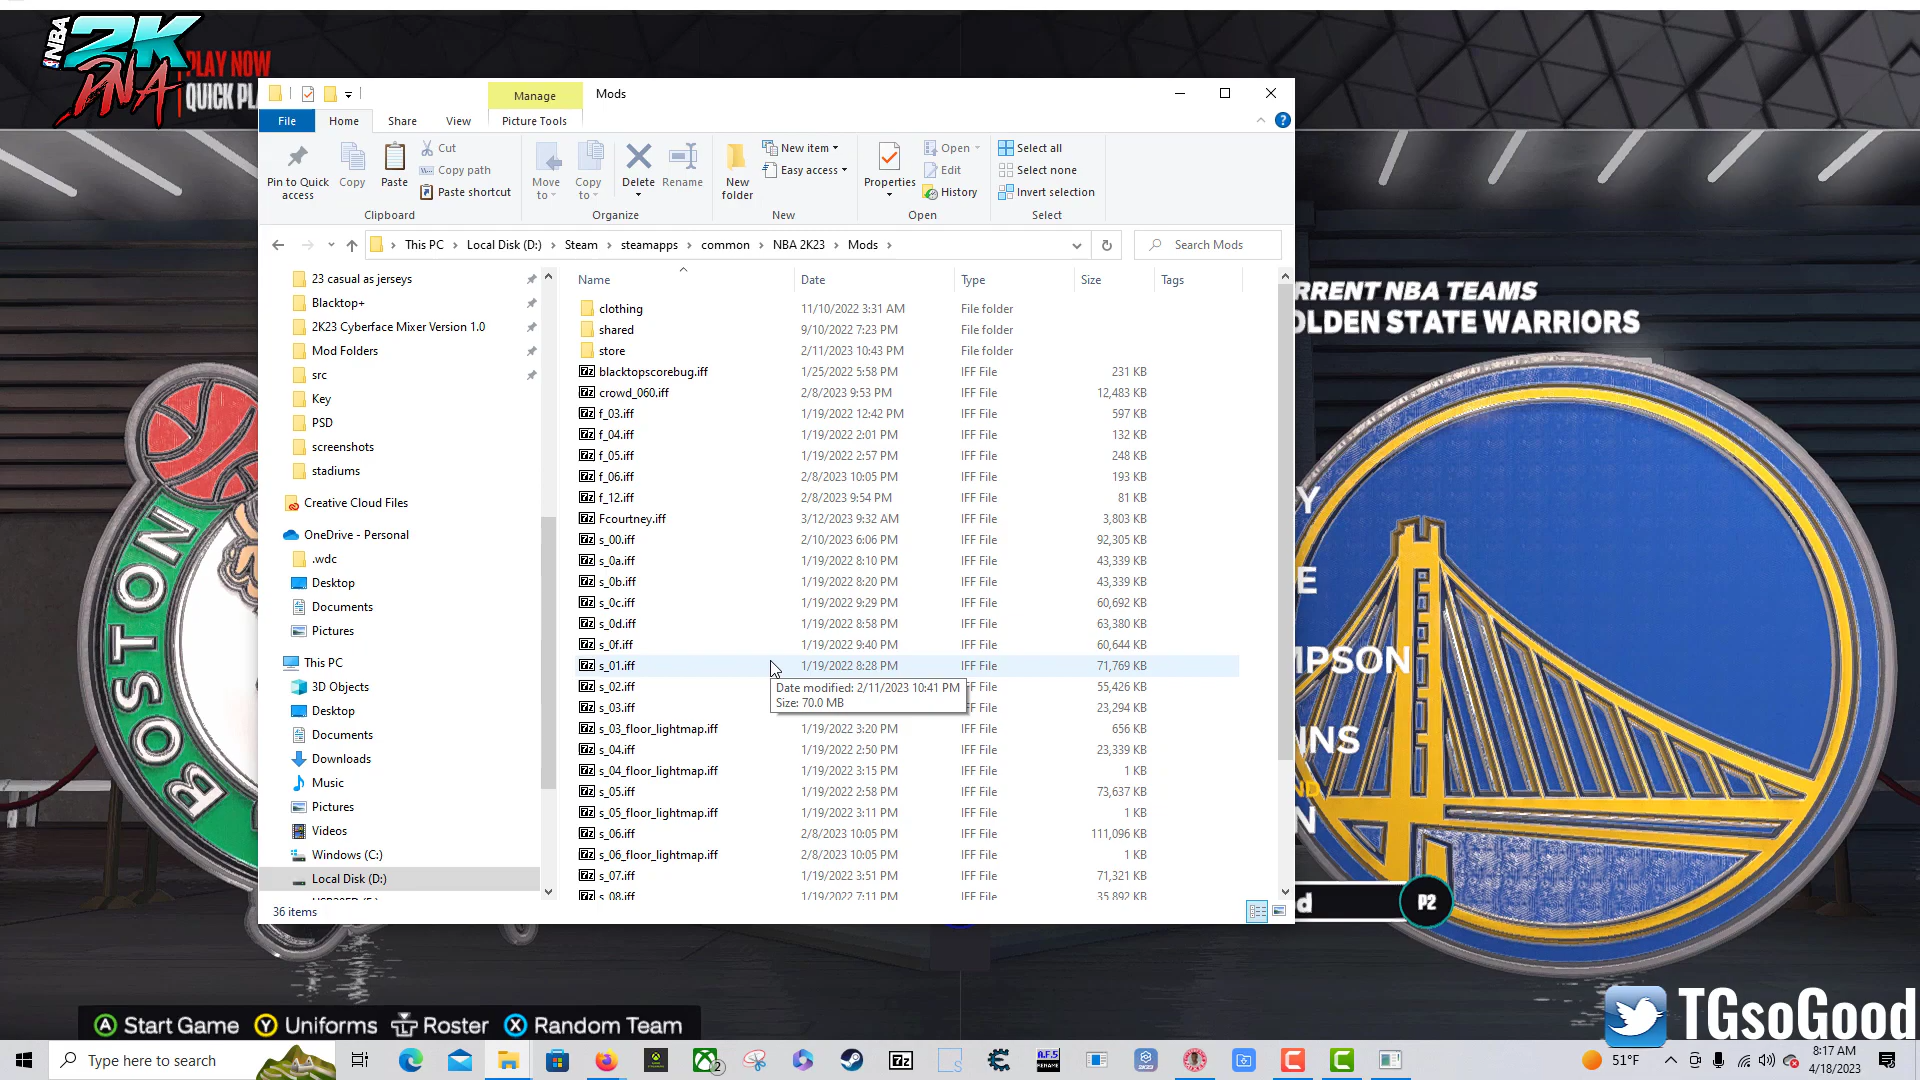 NBA 2K DNA
PLAY NOW
QUICK PL
Manage
Mods
File
Home
Share
View
Picture Tools
Pin to Quick access
Copy
Paste
Cut
Copy path
Paste shortcut
Clipboard
Move to
Copy to
Delete
Rename
Organize
New folder
New item
Easy access
New
Properties
Open
Edit
History
Open
Select all
Select none
Invert selection
Select
This PC > Local Disk (D:) > Steam > steamapps > common > NBA 2K23 > Mods >
Search Mods
23 casual as jerseys
Blacktop+
2K23 Cyberface Mixer Version 1.0
Mod Folders
src
Key
PSD
screenshots
stadiums
Creative Cloud Files
OneDrive - Personal
.wdc
Desktop
Documents
Pictures
This PC
3D Objects
Desktop
Documents
Downloads
Music
Pictures
Videos
Windows (C:)
Local Disk (D:)
Name Date Type Size Tags
clothing 11/10/2022 3:31 AM File folder
shared 9/10/2022 7:23 PM File folder
store 2/11/2023 10:43 PM File folder
blacktopscorebug.iff 1/25/2022 5:58 PM IFF File 231 KB
crowd_060.iff 2/8/2023 9:53 PM IFF File 12,483 KB
f_03.iff 1/19/2022 12:42 PM IFF File 597 KB
f_04.iff 1/19/2022 2:01 PM IFF File 132 KB
f_05.iff 1/19/2022 2:57 PM IFF File 248 KB
f_06.iff 2/8/2023 10:05 PM IFF File 193 KB
f_12.iff 2/8/2023 9:54 PM IFF File 81 KB
Fcourtney.iff 3/12/2023 9:32 AM IFF File 3,803 KB
s_00.iff 2/10/2023 6:06 PM IFF File 92,305 KB
s_0a.iff 1/19/2022 8:10 PM IFF File 43,339 KB
s_0b.iff 1/19/2022 8:20 PM IFF File 43,339 KB
s_0c.iff 1/19/2022 9:29 PM IFF File 60,692 KB
s_0d.iff 1/19/2022 8:58 PM IFF File 63,380 KB
s_0f.iff 1/19/2022 9:40 PM IFF File 60,644 KB
s_01.iff 1/19/2022 8:28 PM IFF File 71,769 KB
s_02.iff IFF File 55,426 KB
Date modified: 2/11/2023 10:41 PM
Size: 70.0 MB
s_03.iff IFF File 23,294 KB
s_03_floor_lightmap.iff 1/19/2022 3:20 PM IFF File 656 KB
s_04.iff 1/19/2022 2:50 PM IFF File 23,339 KB
s_04_floor_lightmap.iff 1/19/2022 3:15 PM IFF File 1 KB
s_05.iff 1/19/2022 2:58 PM IFF File 73,637 KB
s_05_floor_lightmap.iff 1/19/2022 3:11 PM IFF File 1 KB
s_06.iff 2/8/2023 10:05 PM IFF File 111,096 KB
s_06_floor_lightmap.iff 2/8/2023 10:05 PM IFF File 1 KB
s_07.iff 1/19/2022 3:51 PM IFF File 71,321 KB
s_08.iff 1/19/2022 7:11 PM IFF File 35,892 KB
36 items
RRENT NBA TEAMS
OLDEN STATE WARRIORS
BOSTON
Y
E
MPSON
INS
ND
N
d
P2
A Start Game Y Uniforms Roster X Random Team
TGsoGood
Type here to search
2
7z
A.F.S
RENAME
2K23
51°F
8:17 AM
4/18/2023